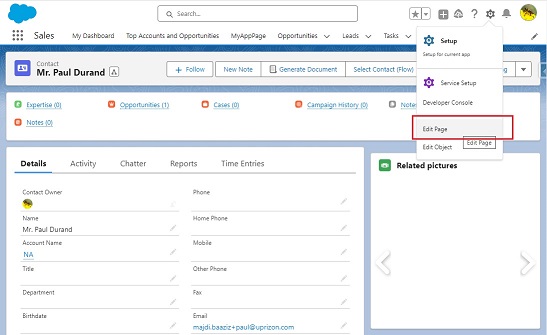 Search...
Sales
My Dashboard Top Accounts and Opportunities MyAppPage Opportunities Leads Tasks
Setup
Setup for current app
Service Setup
Developer Console
Edit Page
Edit Page
Edit Object
Contact
Mr. Paul Durand
+ Follow New Note Generate Document Select Contact (Flow)
Expertise (0) Opportunities (1) Cases (0) Campaign History (0)
Notes (0)
Details Activity Chatter Reports Time Entries
Related pictures
Contact Owner
Phone
Name
Mr. Paul Durand
Home Phone
Account Name
NA
Mobile
Title
Other Phone
Department
Fax
Birthdate
Email
majdi.baaziz+paul@uprizon.com